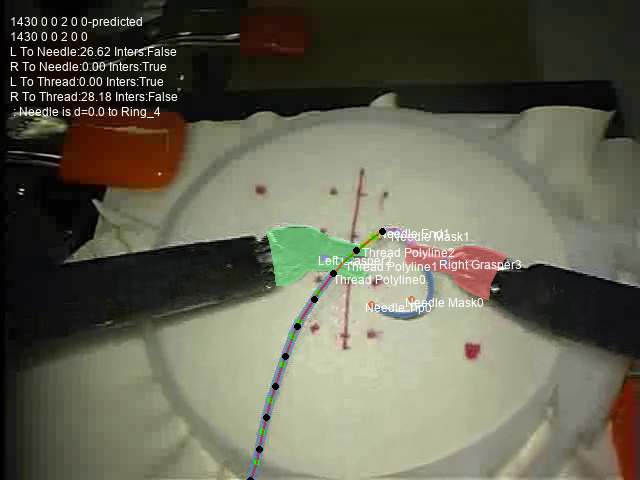 1430 0 0 2 0 0-predicted
1430 0 0 2 0 0
L To Needle:26.62 Inters:False
R To Needle:0.00 Inters:True
L To Thread:0.00 Inters:True
R To Thread:28.18 Inters:False
: Needle is d=0.0 to Ring_4
Needle End1
Needle Mask1
Thread Polyline2
Left Grasper2
Thread Polyline1
Right Grasper3
Thread Polyline0
Needle Mask0
Needle Tip0